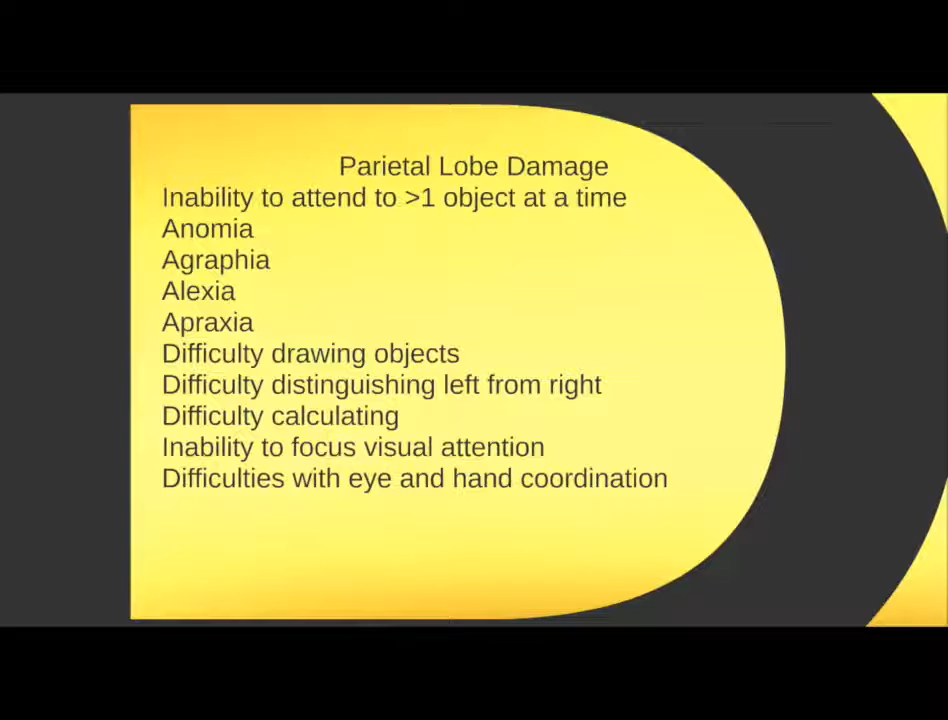 Parietal Lobe Damage
Inability to attend to >1 object at a time
Anomia
Agraphia
Alexia
Apraxia
Difficulty drawing objects
Difficulty distinguishing left from right
Difficulty calculating
Inability to focus visual attention
Difficulties with eye and hand coordination